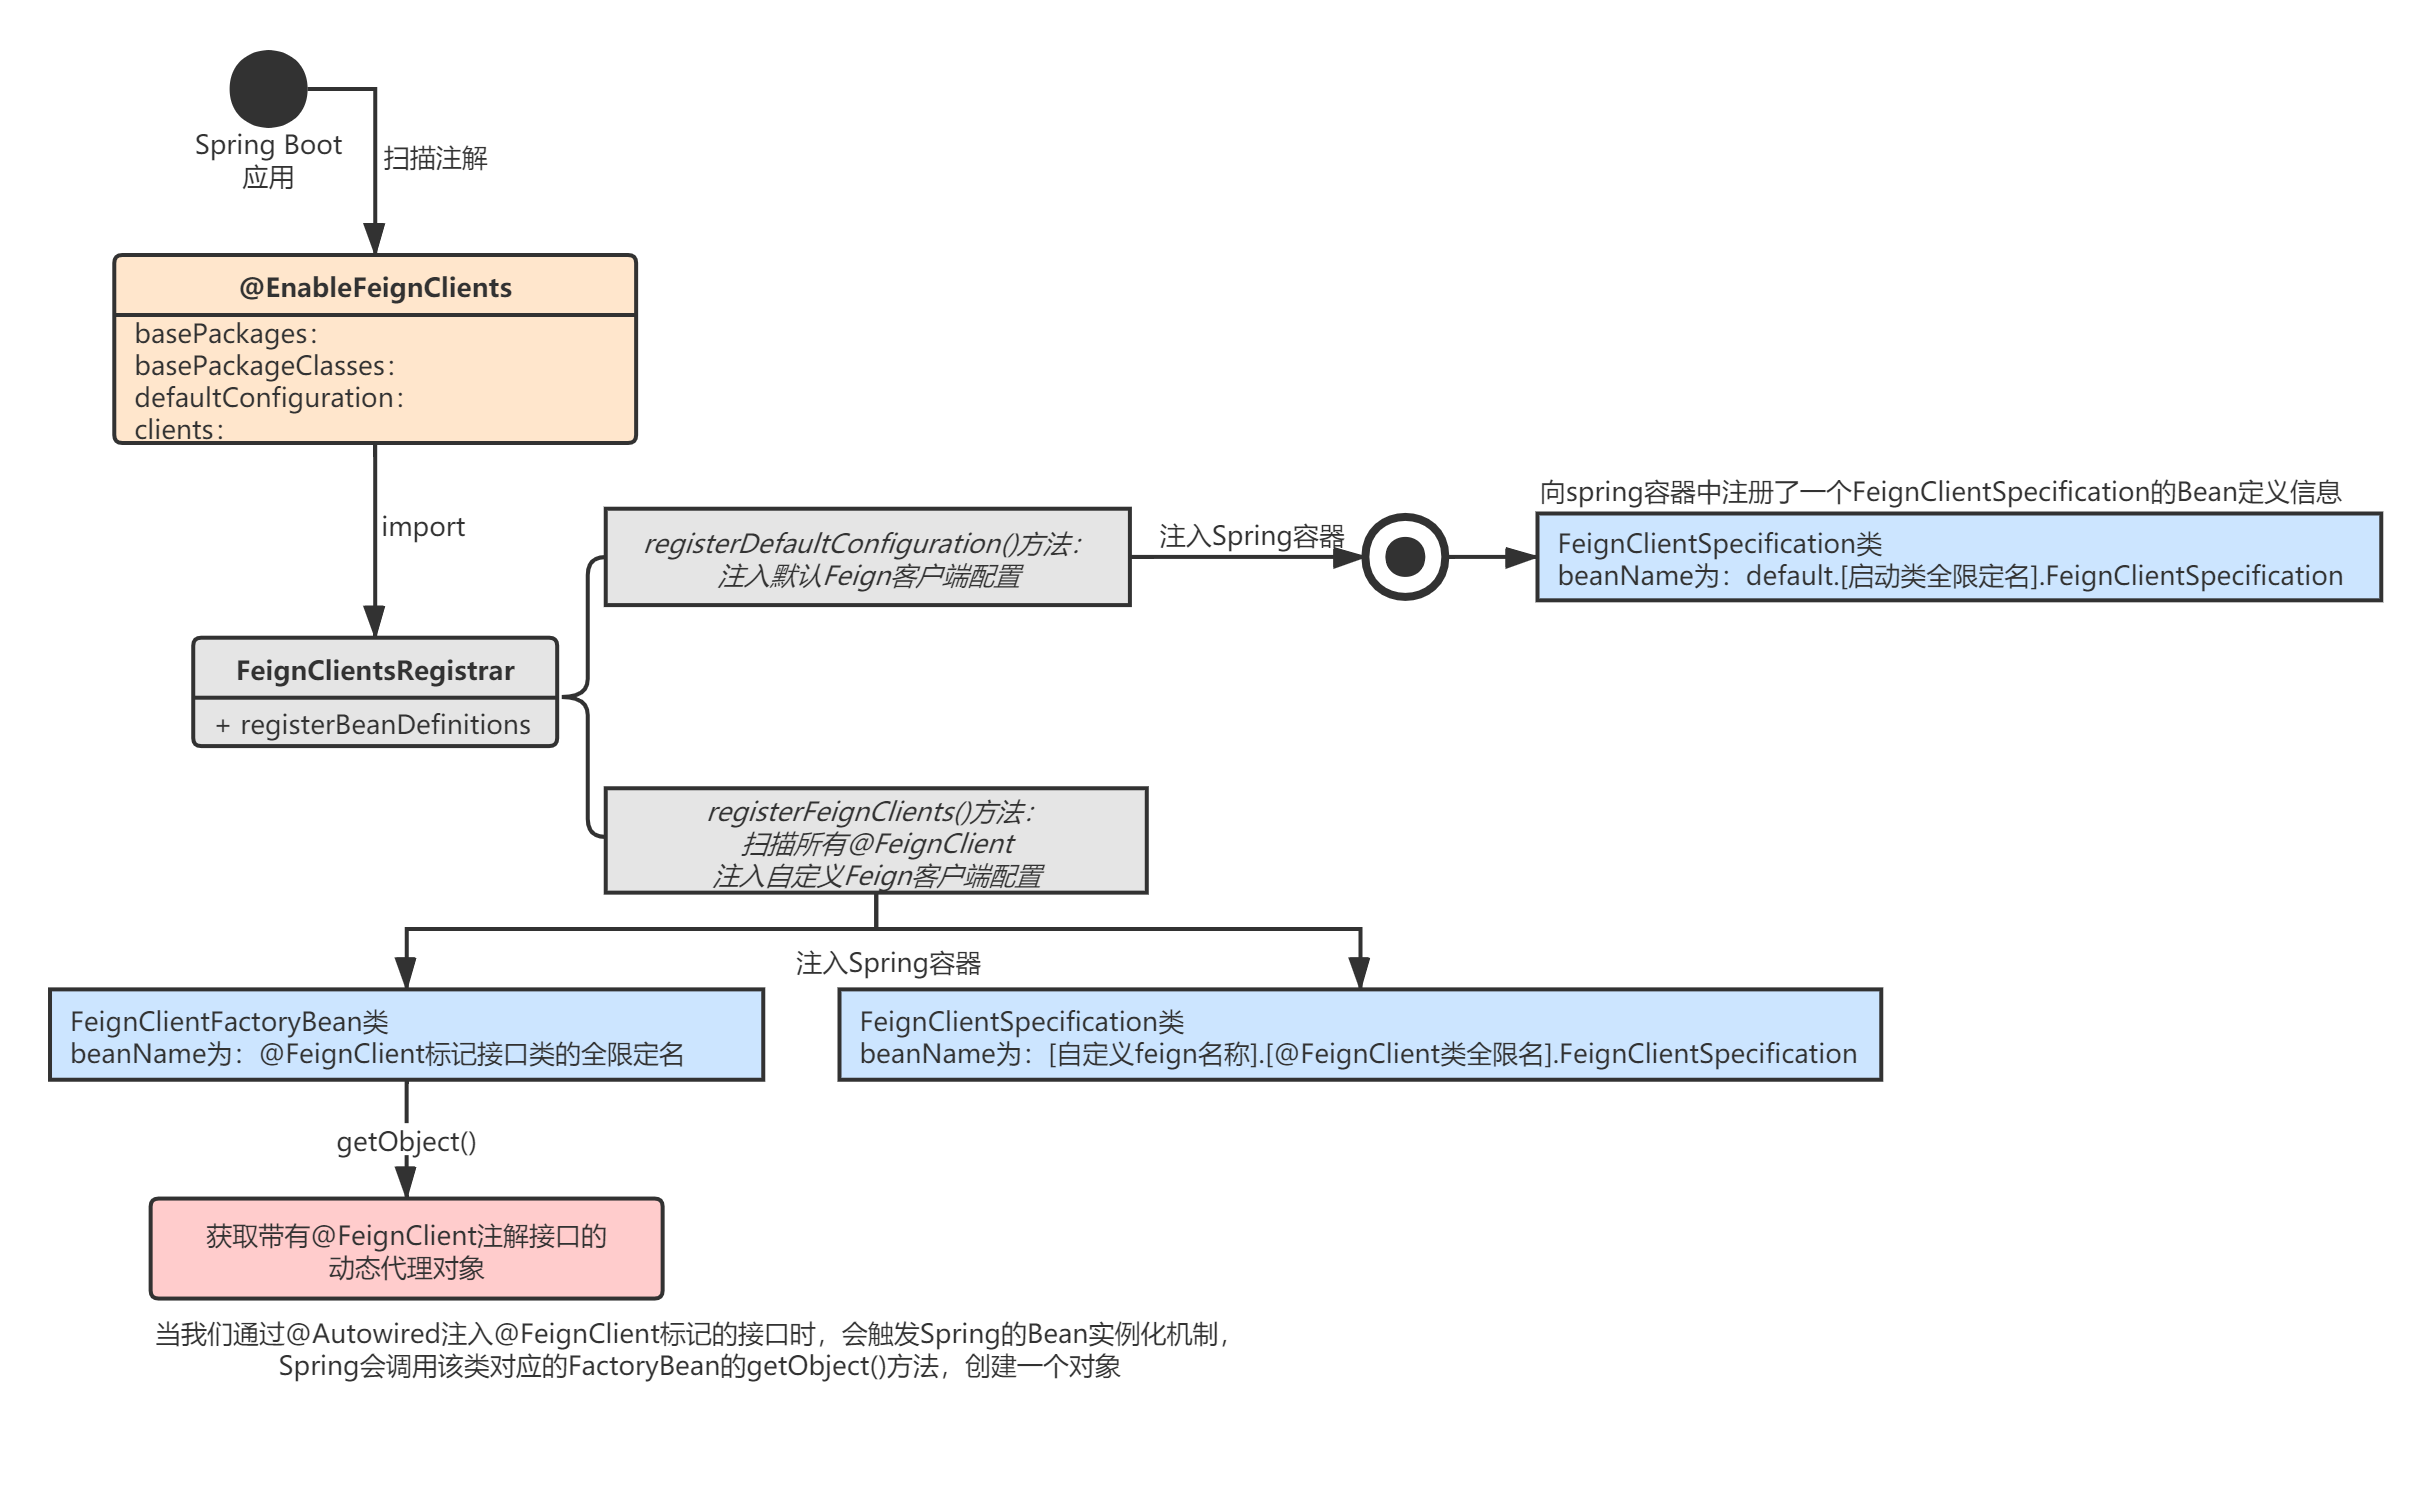 Spring Boot
应用
扫描注解
@EnableFeignClients
basePackages：
basePackageClasses：
defaultConfiguration：
clients：
import
FeignClientsRegistrar
+ registerBeanDefinitions
registerDefaultConfiguration()方法：
注入默认Feign客户端配置
注入Spring容器
向spring容器中注册了一个FeignClientSpecification的Bean定义信息
FeignClientSpecification类
beanName为：default.[启动类全限定名].FeignClientSpecification
registerFeignClients()方法：
扫描所有@FeignClient
注入自定义Feign客户端配置
注入Spring容器
FeignClientFactoryBean类
beanName为：@FeignClient标记接口类的全限定名
FeignClientSpecification类
beanName为：[自定义feign名称].[@FeignClient类全限名].FeignClientSpecification
getObject()
获取带有@FeignClient注解接口的
动态代理对象
当我们通过@Autowired注入@FeignClient标记的接口时，会触发Spring的Bean实例化机制，
Spring会调用该类对应的FactoryBean的getObject()方法，创建一个对象